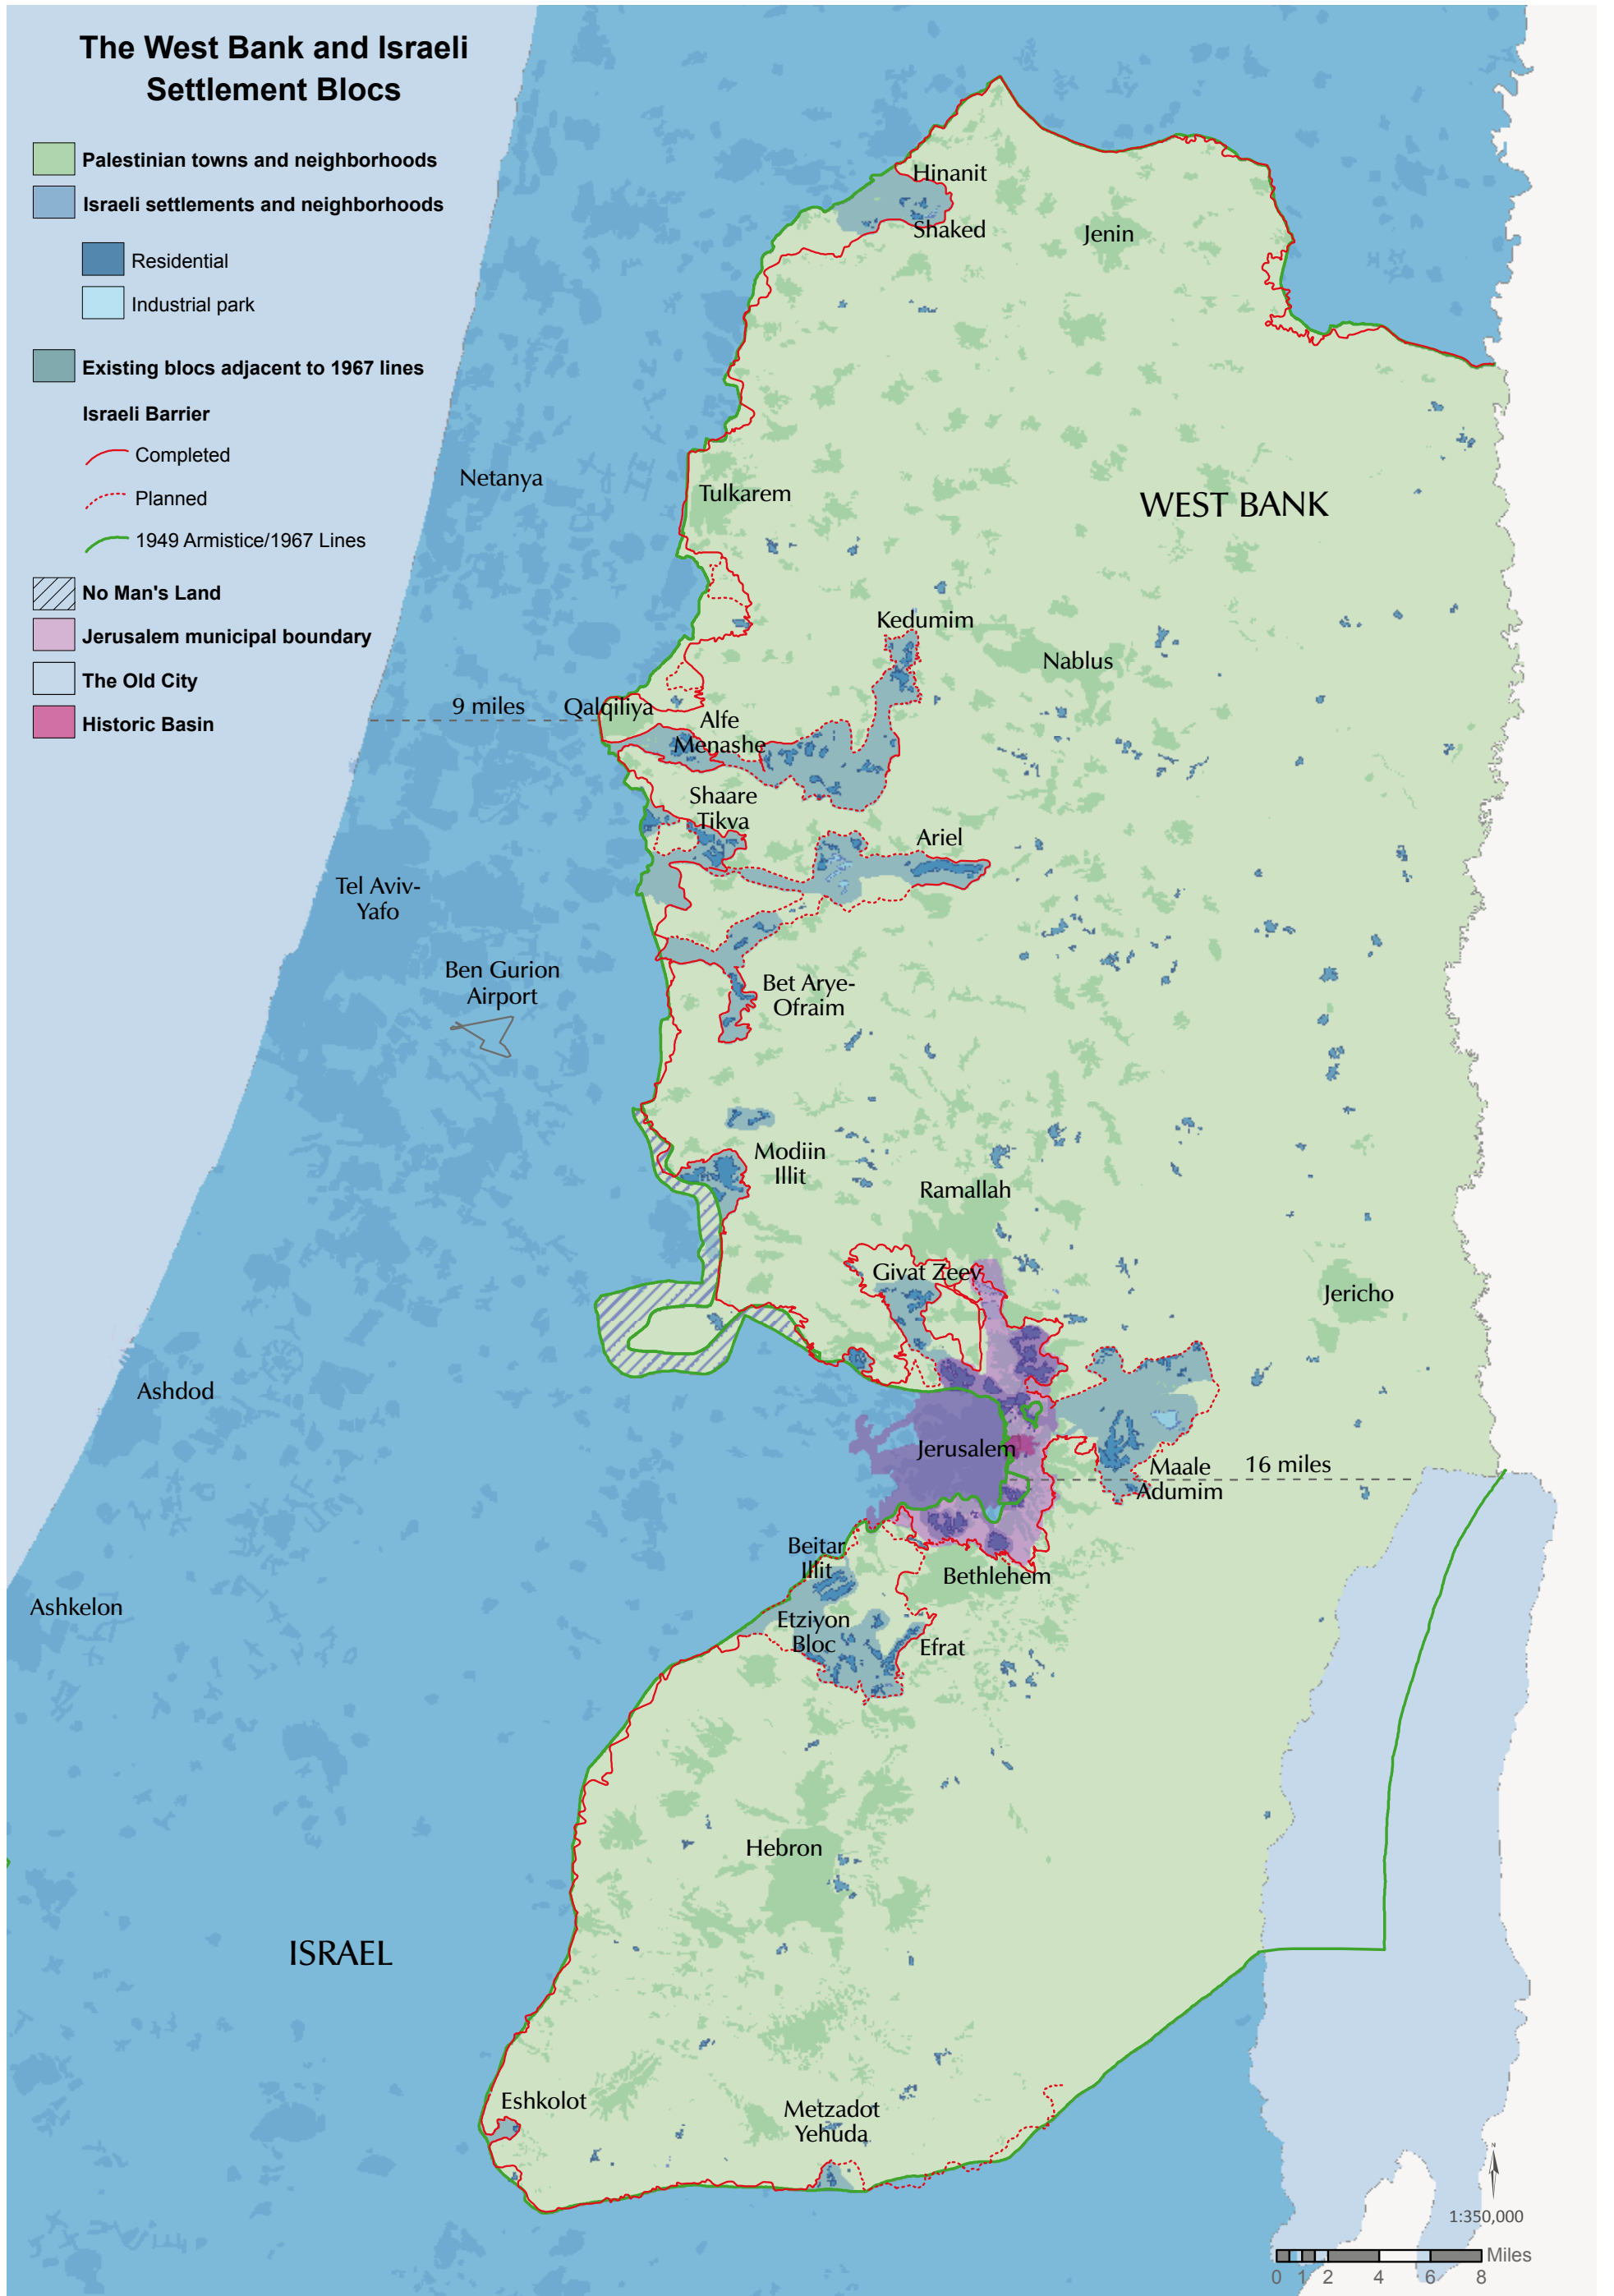 The West Bank and Israeli
Settlement Blocs
Palestinian towns and neighborhoods
Israeli settlements and neighborhoods
Residential
Industrial park
Existing blocs adjacent to 1967 lines
Israeli Barrier
Completed
Planned
1949 Armistice/1967 Lines
No Man's Land
Jerusalem municipal boundary
The Old City
Historic Basin
Hinanit
Shaked
Jenin
Netanya
Tulkarem
WEST BANK
Kedumim
Nablus
9 miles
Qalqiliya
Alfe
Menashe
Shaare
Tikva
Ariel
Tel Aviv-
Yafo
Ben Gurion
Airport
Bet Arye-
Ofraim
Modiin
Illit
Ramallah
Givat Zeev
Jericho
Ashdod
Jerusalem
Maale
Adumim
16 miles
Beitar
Illit
Bethlehem
Ashkelon
Etziyon
Bloc
Efrat
Hebron
ISRAEL
Eshkolot
Metzadot
Yehuda
N
1:350,000
Miles
0 1 2 4 6 8